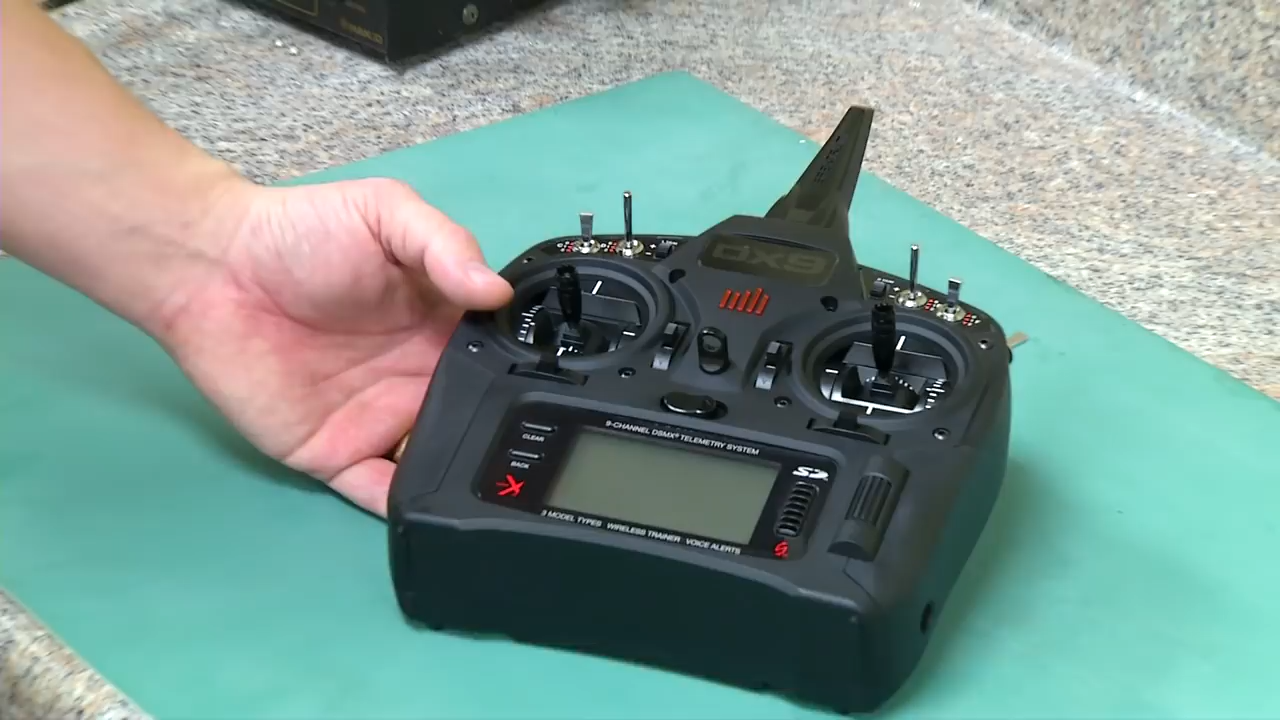 DX9
9-CHANNEL DSMX® TELEMETRY SYSTEM
CLEAR
BACK
SD
3 MODEL TYPES WIRELESS TRAINER VOICE ALERTS